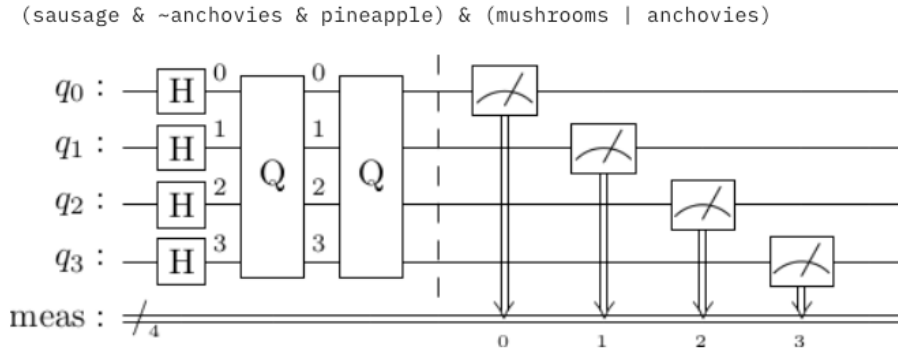 (sausage & ~anchovies & pineapple) & (mushrooms | anchovies)
q0 : H 0 0
q1 : H 1 1
Q Q
q2 : H 2 2
q3 : H 3 3
meas : 4
0 1 2 3